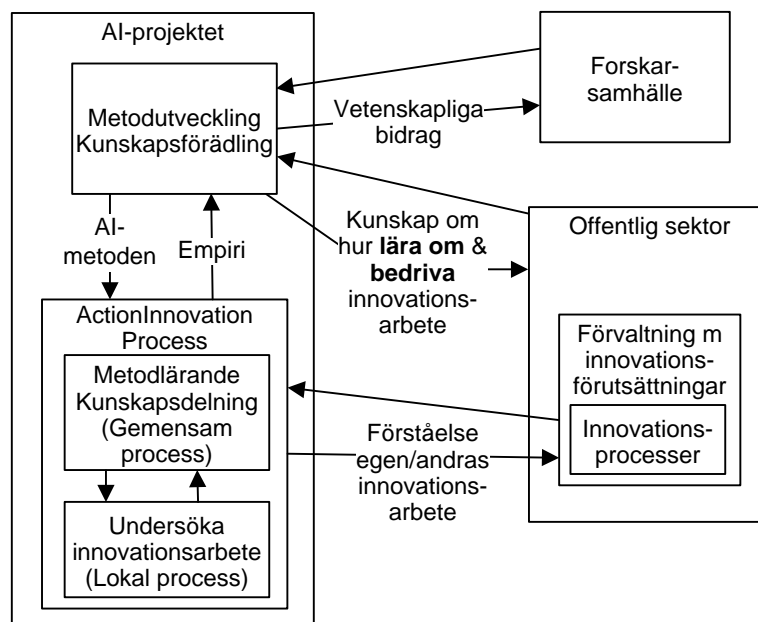 AI-projektet
Metodutveckling
Kunskapsförädling
Vetenskapliga
bidrag
Forskar-
samhälle
AI-
metoden
Empiri
Kunskap om
hur lära om &
bedriva
innovations-
arbete
Offentlig sektor
ActionInnovation
Process
Metodlärande
Kunskapsdelning
(Gemensam
process)
Undersöka
innovationsarbete
(Lokal process)
Förståelse
egen/andras
innovations-
arbete
Förvaltning m
innovations-
förutsättningar
Innovations-
processer